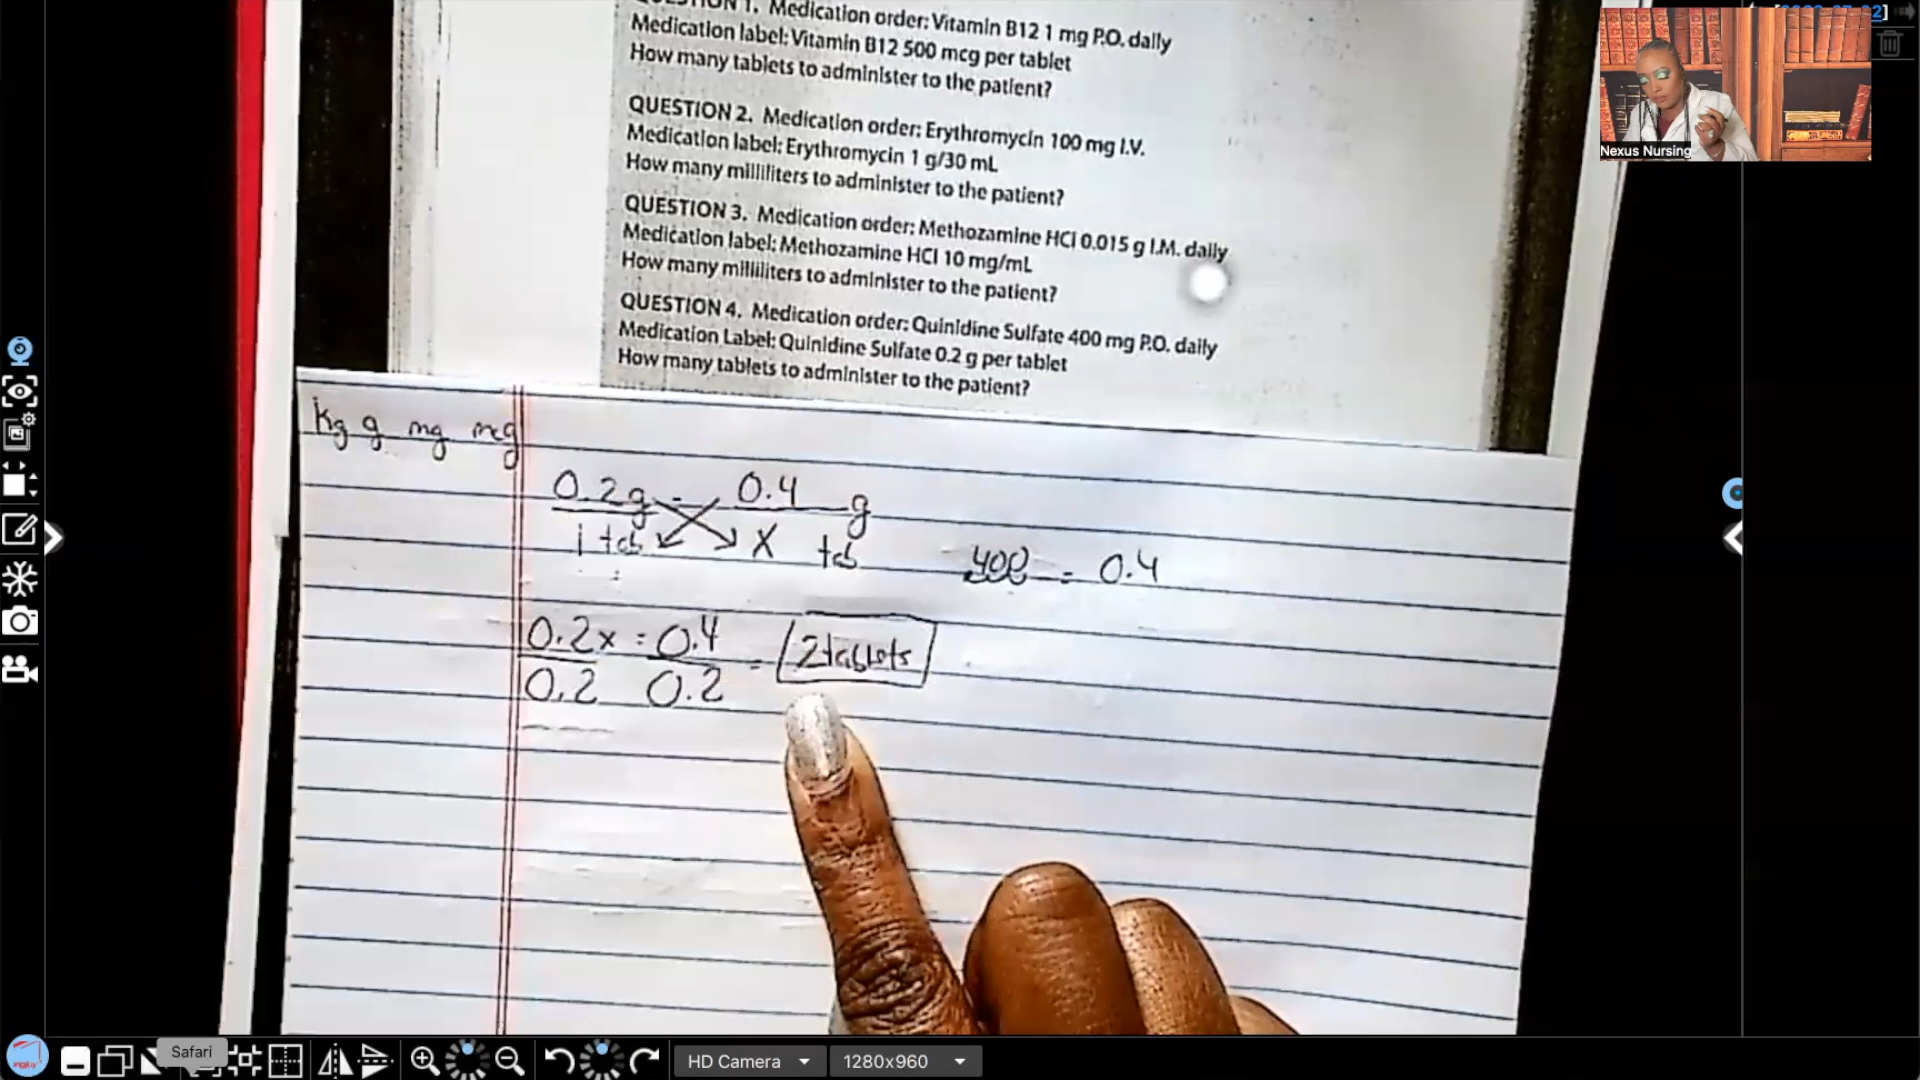 QUESTION 1. Medication order: Vitamin B12 1 mg P.O. daily
Medication label: Vitamin B12 500 mcg per tablet
How many tablets to administer to the patient?
QUESTION 2. Medication order: Erythromycin 100 mg I.V.
Medication label: Erythromycin 1 g/30 mL
How many milliliters to administer to the patient?
QUESTION 3. Medication order: Methozamine HCl 0.015 g I.M. daily
Medication label: Methozamine HCl 10 mg/mL
How many milliliters to administer to the patient?
QUESTION 4. Medication order: Quinidine Sulfate 400 mg P.O. daily
Medication Label: Quinidine Sulfate 0.2 g per tablet
How many tablets to administer to the patient?
Kg g mg mcg
0.2g = 0.4 g
1 tab X tab
400 = 0.4
0.2x = 0.4 = 2 tablets
0.2 0.2
Nexus Nursing
Safari
HD Camera
1280x960